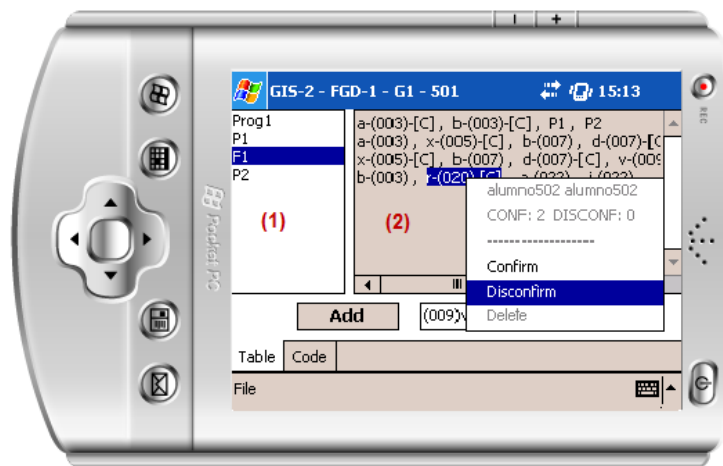 − +
GIS-2 - FGD-1 - G1 - 501 15:13
REC
Pocket PC
Prog1
P1
F1
P2
(1)
a-(003)-[C] , b-(003)-[C] , P1 , P2
a-(003) , x-(005)-[C] , b-(007) , d-(007)-[C
x-(005)-[C] , b-(007) , d-(007)-[C] , v-(009
b-(003) , r-(020)-[C]
(2)
alumno502 alumno502
CONF: 2 DISCONF: 0
-------------------
Confirm
Disconfirm
Delete
Add
(009)v
Table Code
File